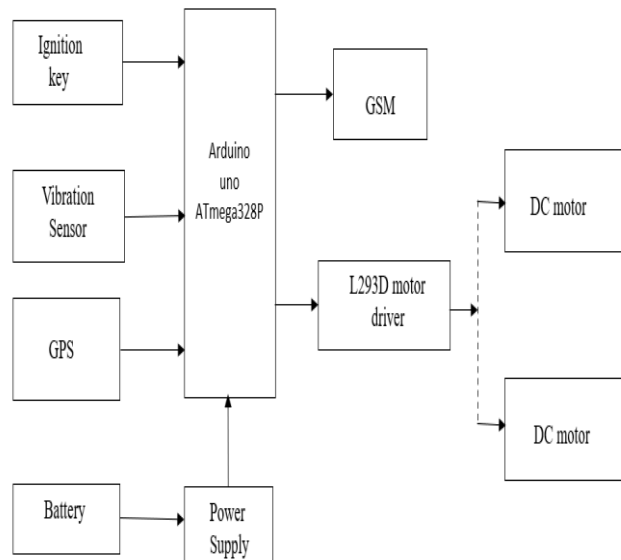 Ignition
key
Vibration
Sensor
GPS
Battery
Arduino
uno
ATmega328P
Power
Supply
GSM
L293D motor
driver
DC motor
DC motor